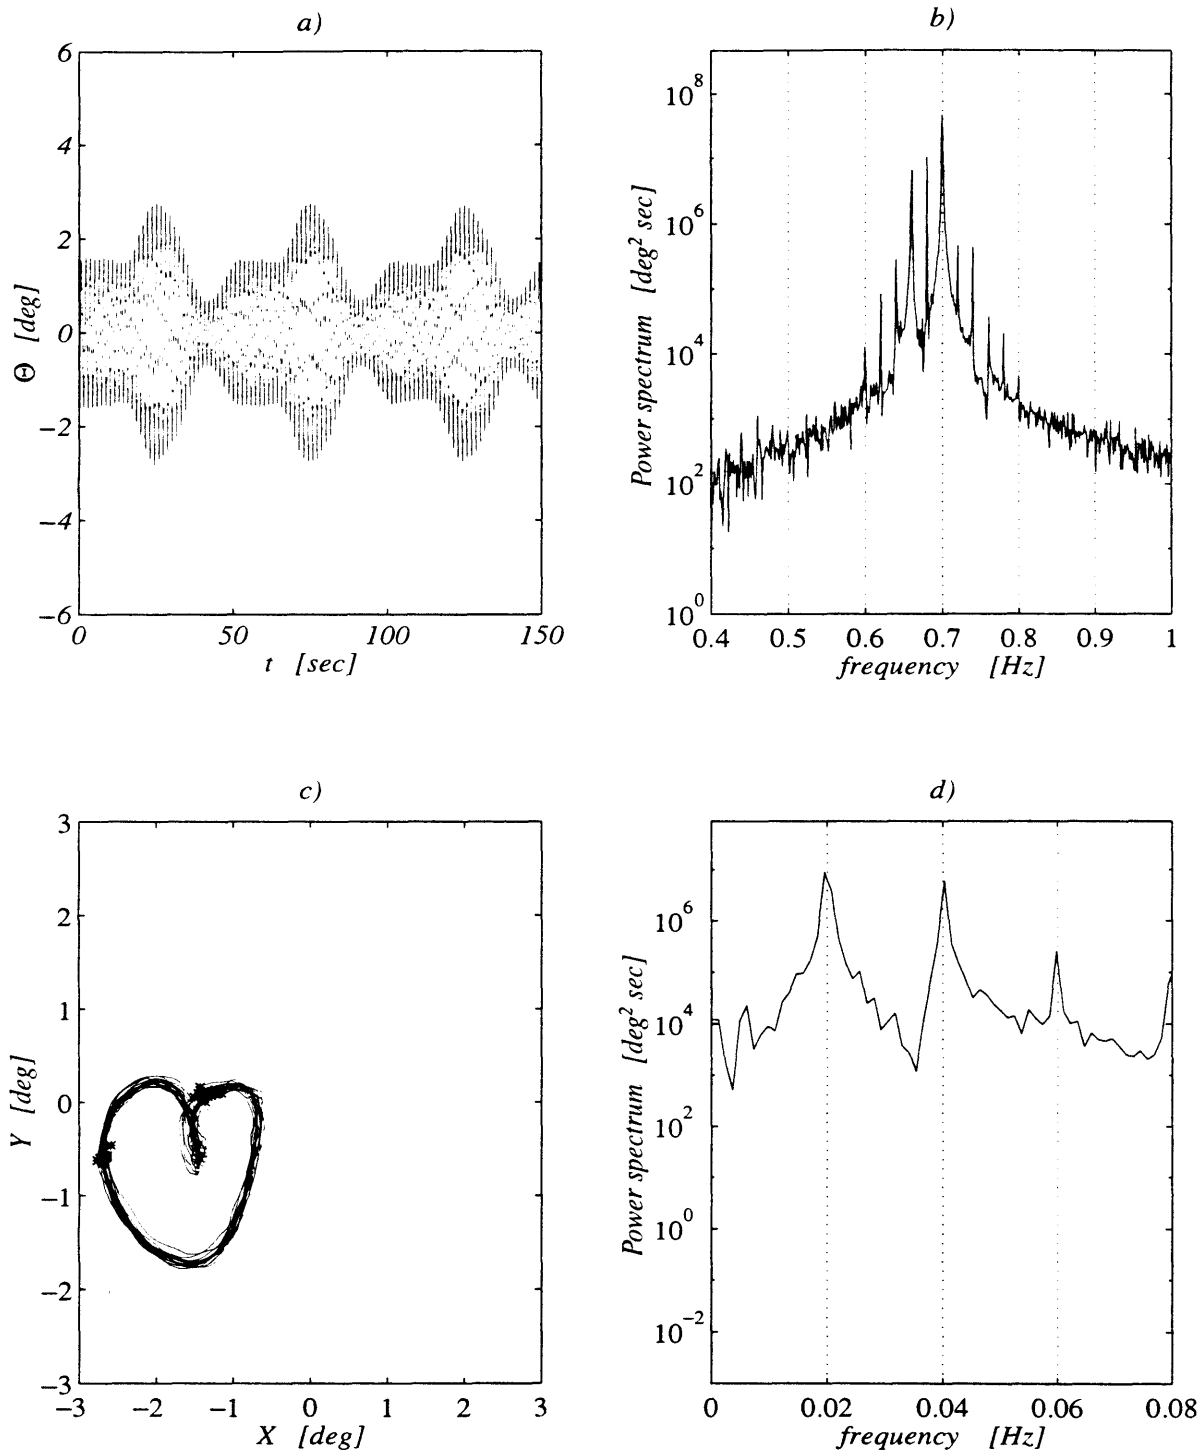 a)
6
4
2
0
−2
−4
−6
Θ [deg]
0 50 100 150
t [sec]
b)
10^8
10^6
10^4
10^2
10^0
Power spectrum [deg^2 sec]
0.4 0.5 0.6 0.7 0.8 0.9 1
frequency [Hz]
c)
3
2
1
0
−1
−2
−3
Y [deg]
−3 −2 −1 0 1 2 3
X [deg]
d)
10^6
10^4
10^2
10^0
10^−2
Power spectrum [deg^2 sec]
0 0.02 0.04 0.06 0.08
frequency [Hz]